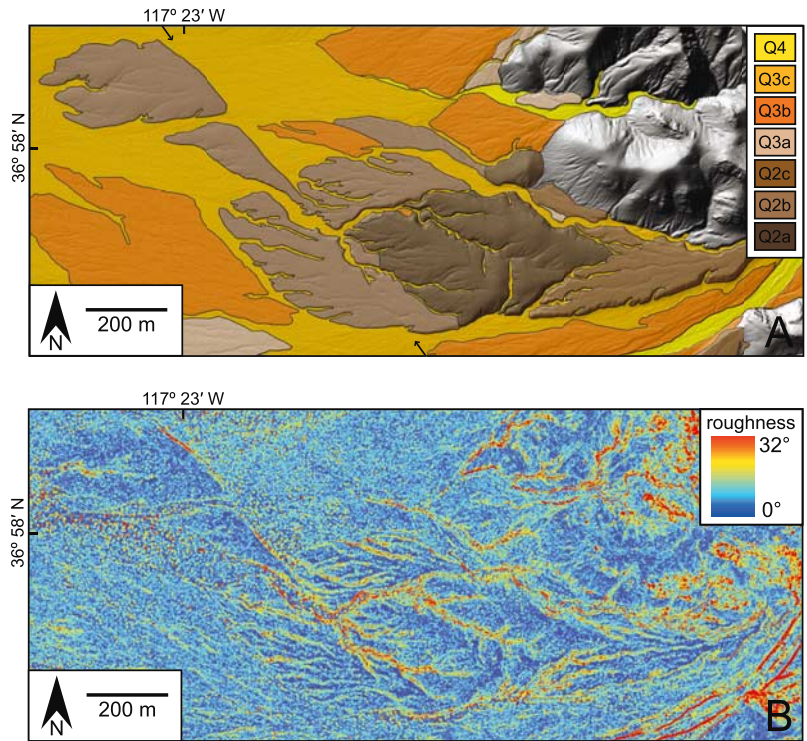 117° 23′ W
36° 58′ N
Q4
Q3c
Q3b
Q3a
Q2c
Q2b
Q2a
200 m
N
A
117° 23′ W
36° 58′ N
roughness
32°
0°
200 m
N
B